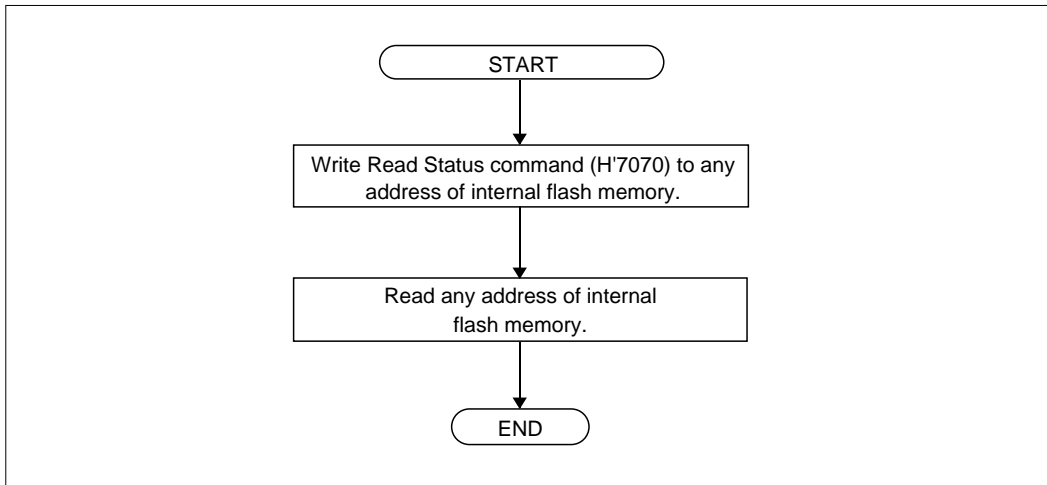 START
Write Read Status command (H'7070) to any
address of internal flash memory.
Read any address of internal
flash memory.
END